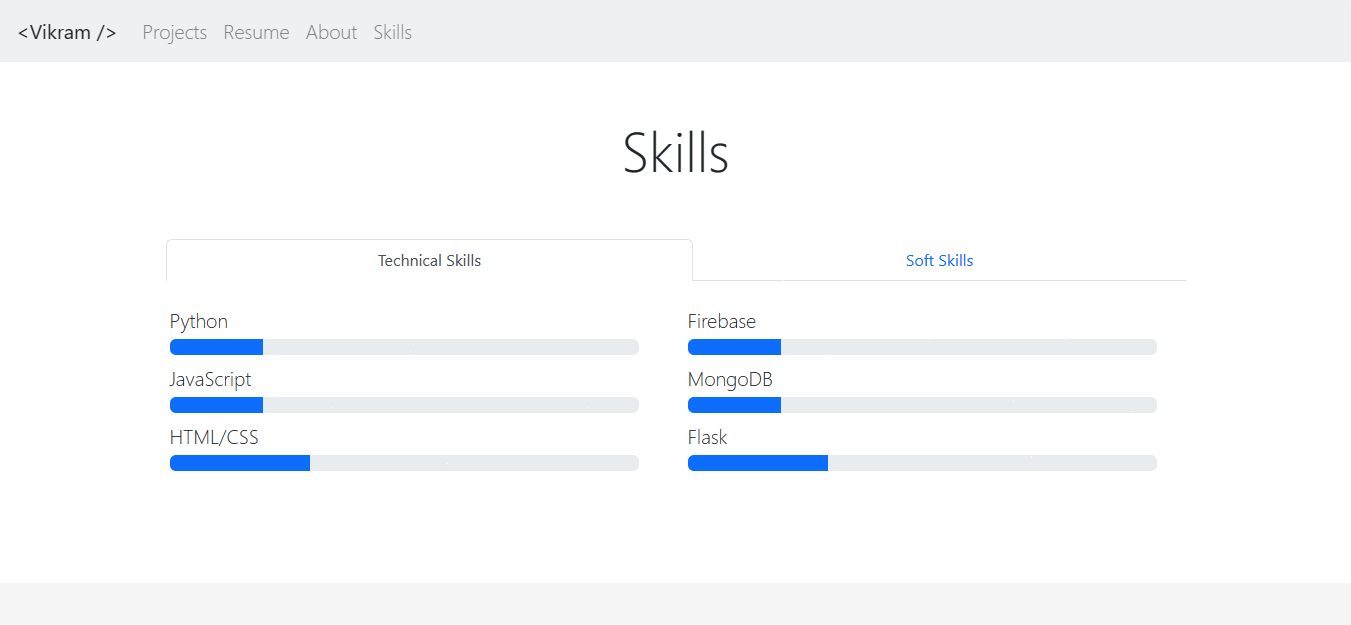 <Vikram /> Projects Resume About Skills
Skills
Technical Skills Soft Skills
Python Firebase
JavaScript MongoDB
HTML/CSS Flask